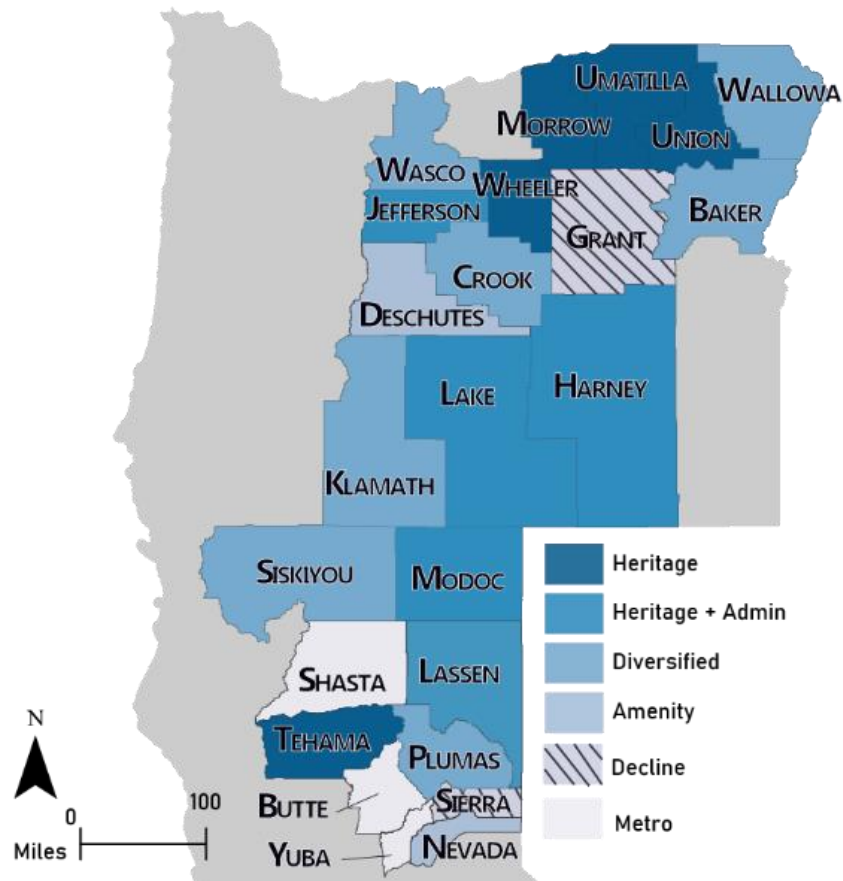 UMATILLA
WALLOWA
MORROW
UNION
WASCO
WHEELER
JEFFERSON
BAKER
GRANT
CROOK
DESCHUTES
LAKE
HARNEY
KLAMATH
SISKIYOU
MODOC
SHASTA
LASSEN
TEHAMA
PLUMAS
BUTTE
SIERRA
YUBA
NEVADA
Heritage
Heritage + Admin
Diversified
Amenity
Decline
Metro
N
0 100
Miles